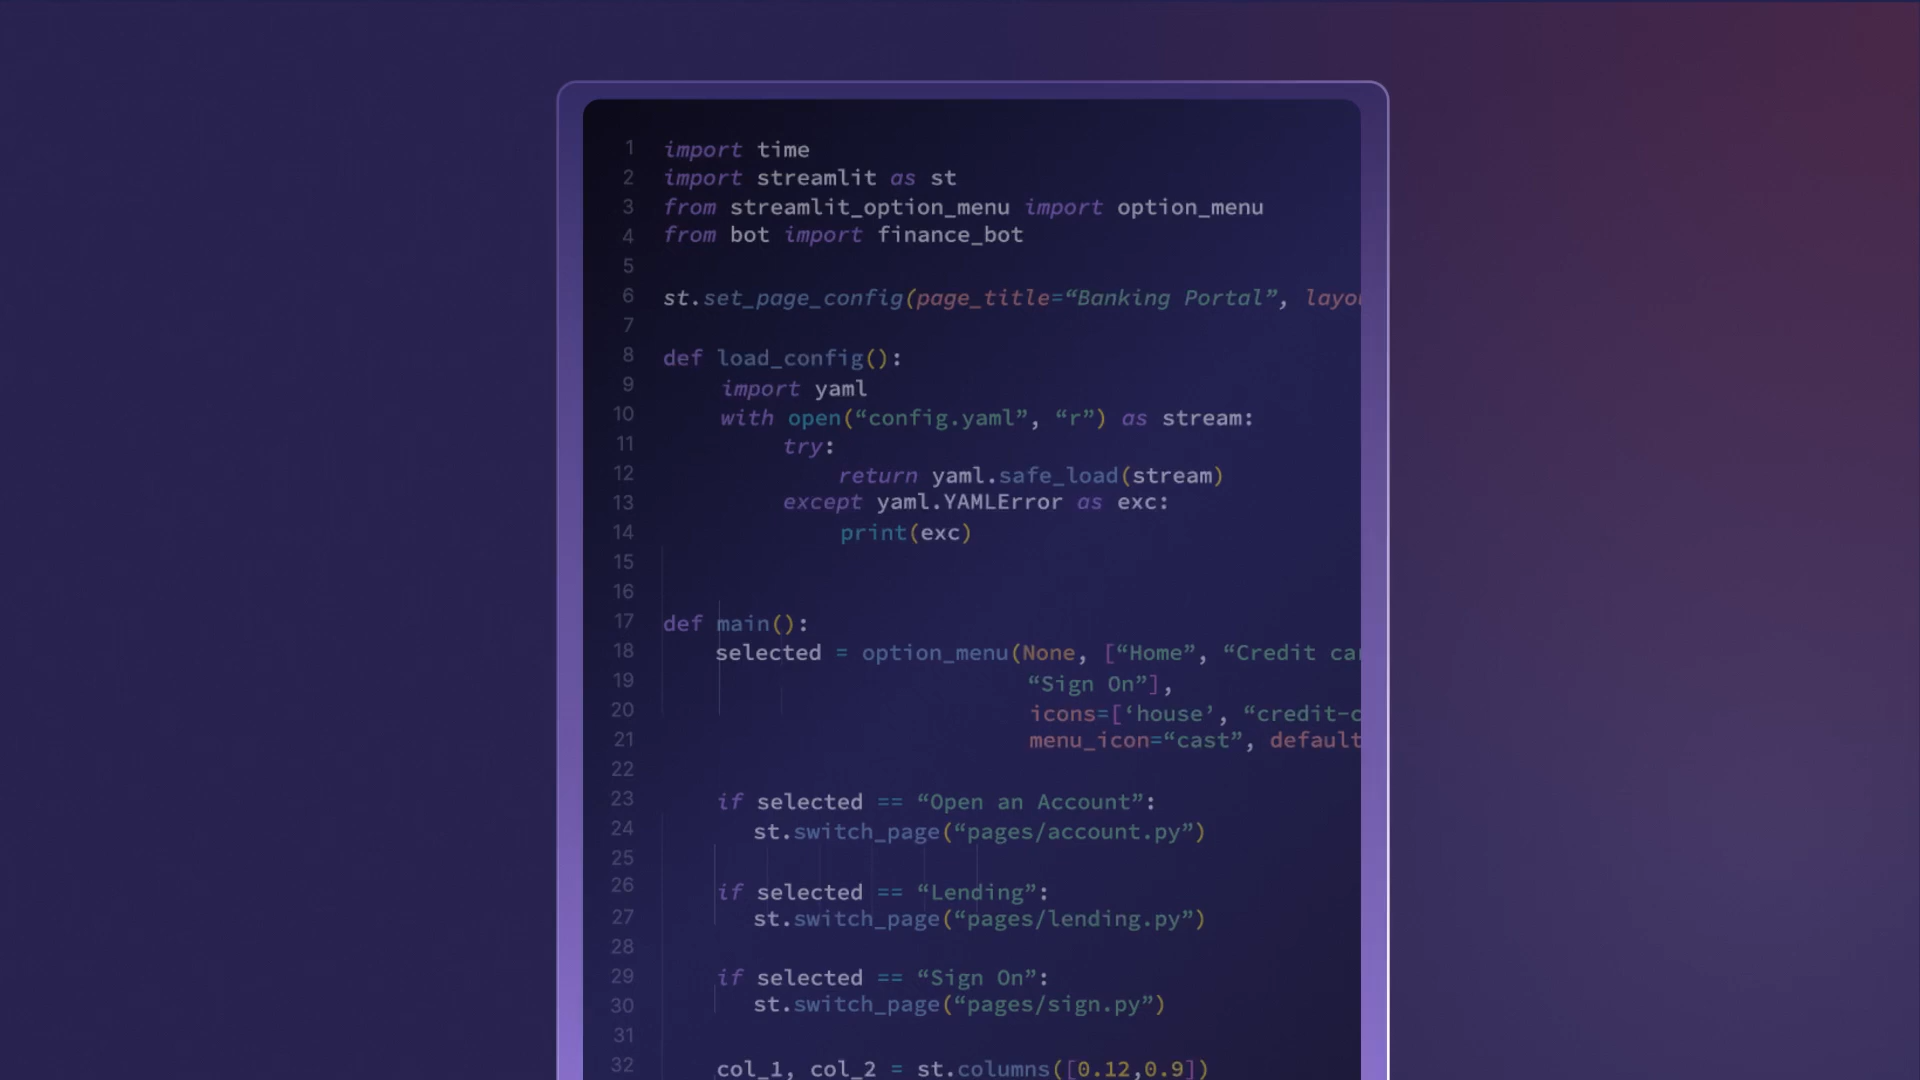 1 import time
2 import streamlit as st
3 from streamlit_option_menu import option_menu
4 from bot import finance_bot
5
6 st.set_page_config(page_title=“Banking Portal”, layou
7
8 def load_config():
9 import yaml
10 with open(“config.yaml”, “r”) as stream:
11 try:
12 return yaml.safe_load(stream)
13 except yaml.YAMLError as exc:
14 print(exc)
15
16
17 def main():
18 selected = option_menu(None, [“Home”, “Credit car
19 “Sign On”],
20 icons=[‘house’, “credit-c
21 menu_icon=“cast”, default
22
23 if selected == “Open an Account”:
24 st.switch_page(“pages/account.py”)
25
26 if selected == “Lending”:
27 st.switch_page(“pages/lending.py”)
28
29 if selected == “Sign On”:
30 st.switch_page(“pages/sign.py”)
31
32 col_1, col_2 = st.columns([0.12,0.9])